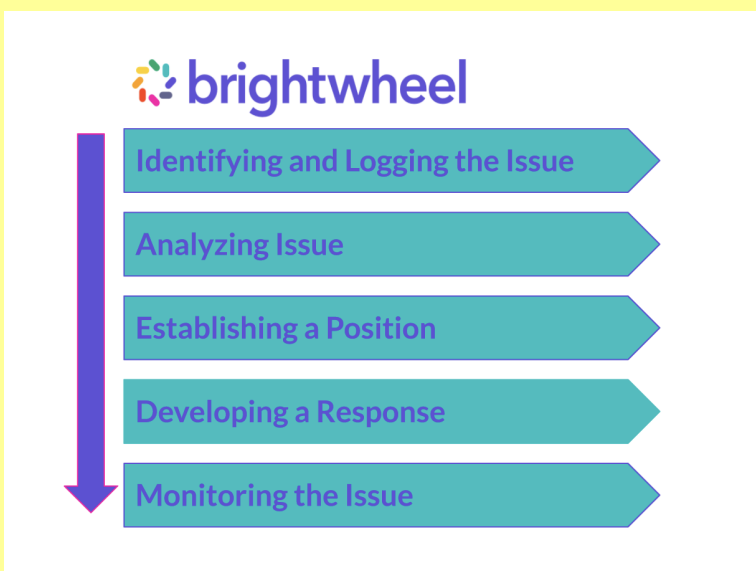 brightwheel
Identifying and Logging the Issue
Analyzing Issue
Establishing a Position
Developing a Response
Monitoring the Issue